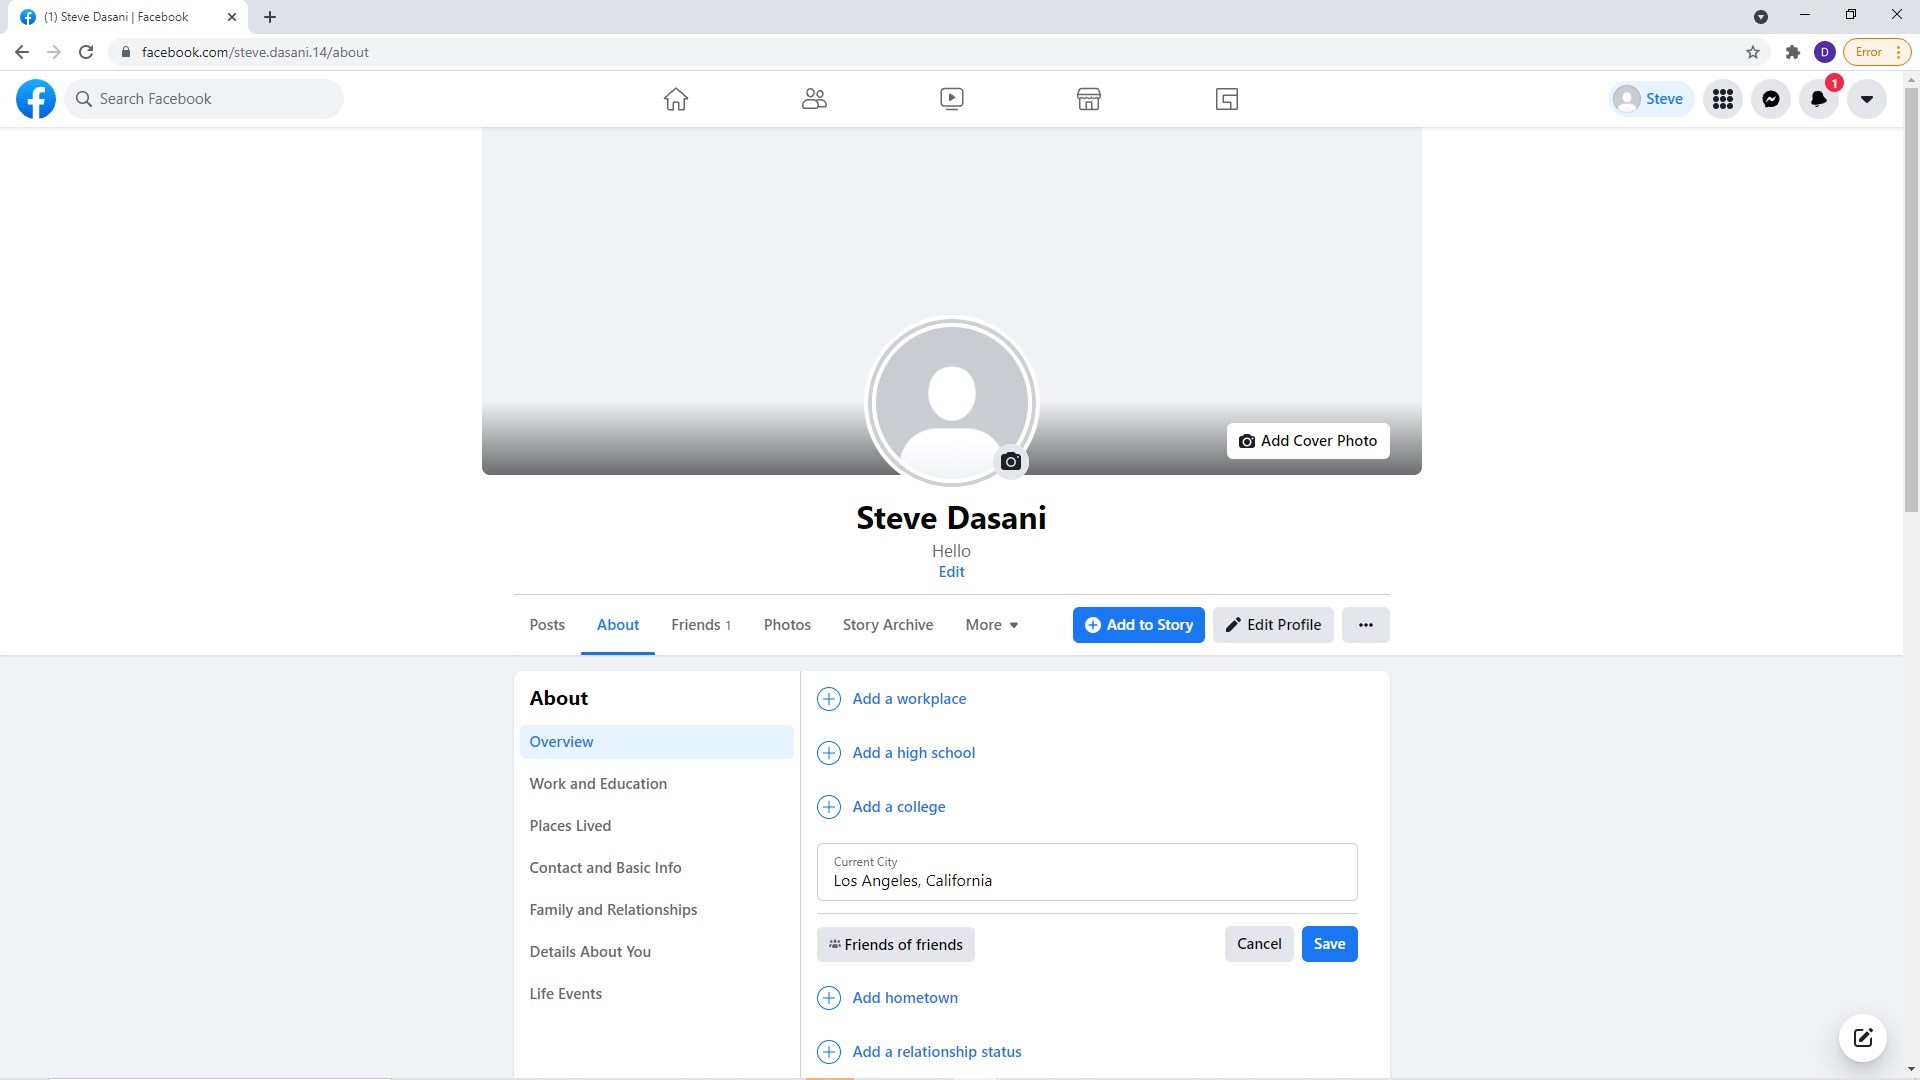 (1) Steve Dasani | Facebook
facebook.com/steve.dasani.14/about
D
Error
Search Facebook
Steve
1
Add Cover Photo
Steve Dasani
Hello
Edit
Posts
About
Friends 1
Photos
Story Archive
More
Add to Story
Edit Profile
About
Overview
Work and Education
Places Lived
Contact and Basic Info
Family and Relationships
Details About You
Life Events
Add a workplace
Add a high school
Add a college
Current City
Los Angeles, California
Friends of friends
Cancel
Save
Add hometown
Add a relationship status